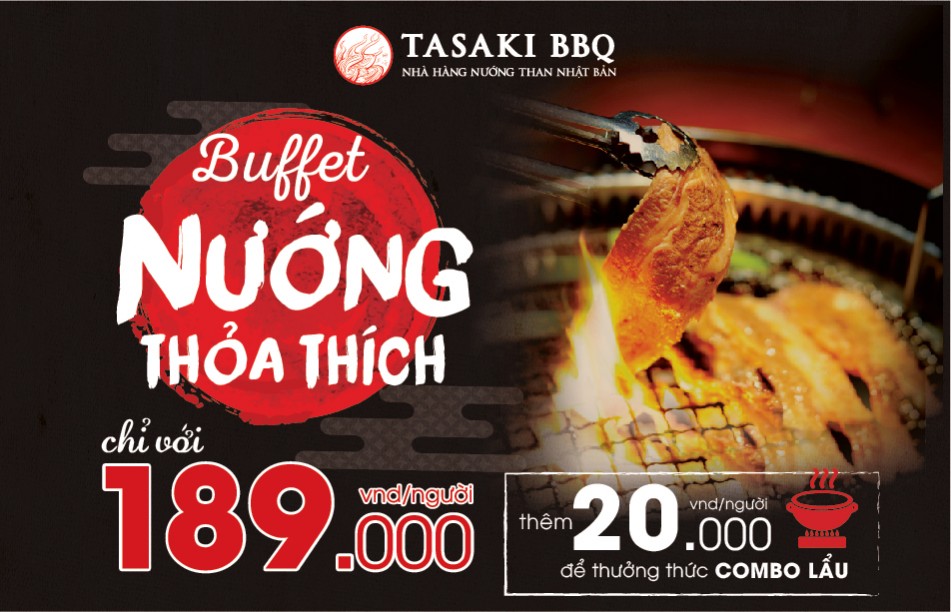 TASAKI BBQ
NHÀ HÀNG NƯỚNG THAN NHẬT BẢN
Buffet
NƯỚNG
THỎA THÍCH
chỉ với
189.000 vnd/người
thêm 20.000 vnd/người
để thưởng thức COMBO LẨU